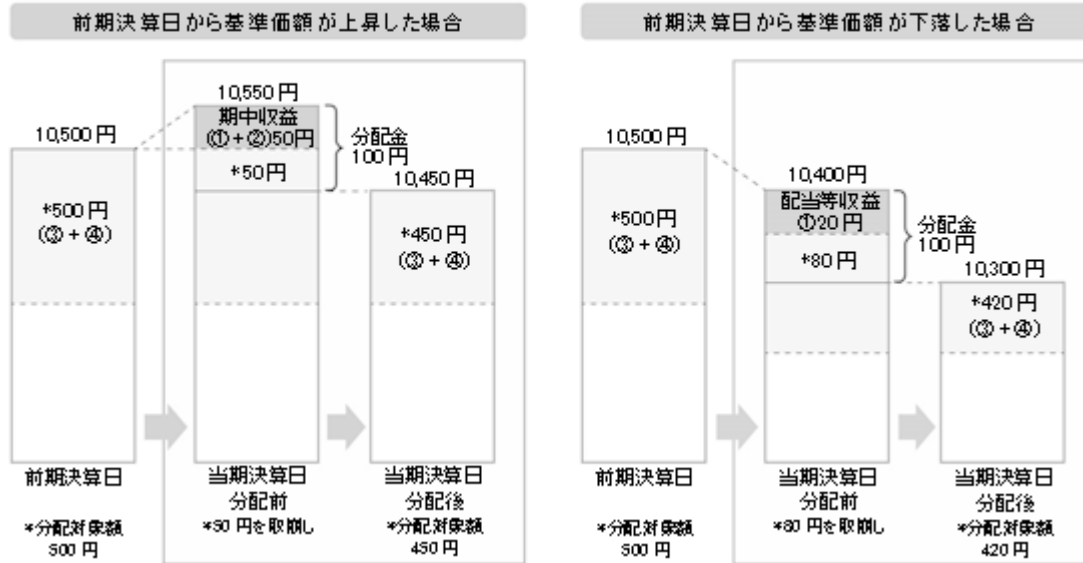 前期決算日から基準価額が上昇した場合
10,500円
*500円
(③+④)
前期決算日
*分配対象額
500円
10,550円
期中収益
(①+②)50円
*50円
分配金
100円
当期決算日
分配前
*50円を取崩し
10,450円
*450円
(③+④)
当期決算日
分配後
*分配対象額
450円
前期決算日から基準価額が下落した場合
10,500円
*500円
(③+④)
前期決算日
*分配対象額
500円
10,400円
配当等収益
①20円
*80円
分配金
100円
当期決算日
分配前
*80円を取崩し
10,300円
*420円
(③+④)
当期決算日
分配後
*分配対象額
420円